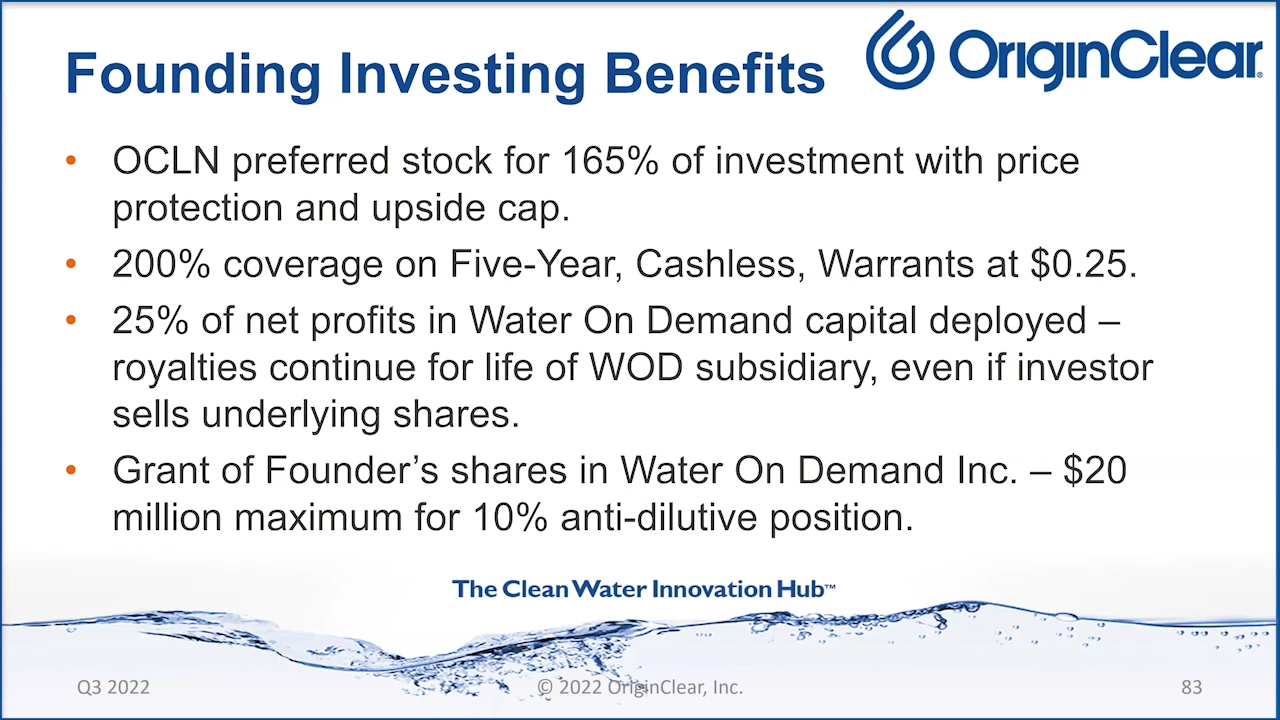 Founding Investing Benefits
OriginClear®
• OCLN preferred stock for 165% of investment with price
protection and upside cap.
• 200% coverage on Five-Year, Cashless, Warrants at $0.25.
• 25% of net profits in Water On Demand capital deployed –
royalties continue for life of WOD subsidiary, even if investor
sells underlying shares.
• Grant of Founder’s shares in Water On Demand Inc. – $20
million maximum for 10% anti-dilutive position.
The Clean Water Innovation Hub™
Q3 2022
© 2022 OriginClear, Inc.
83